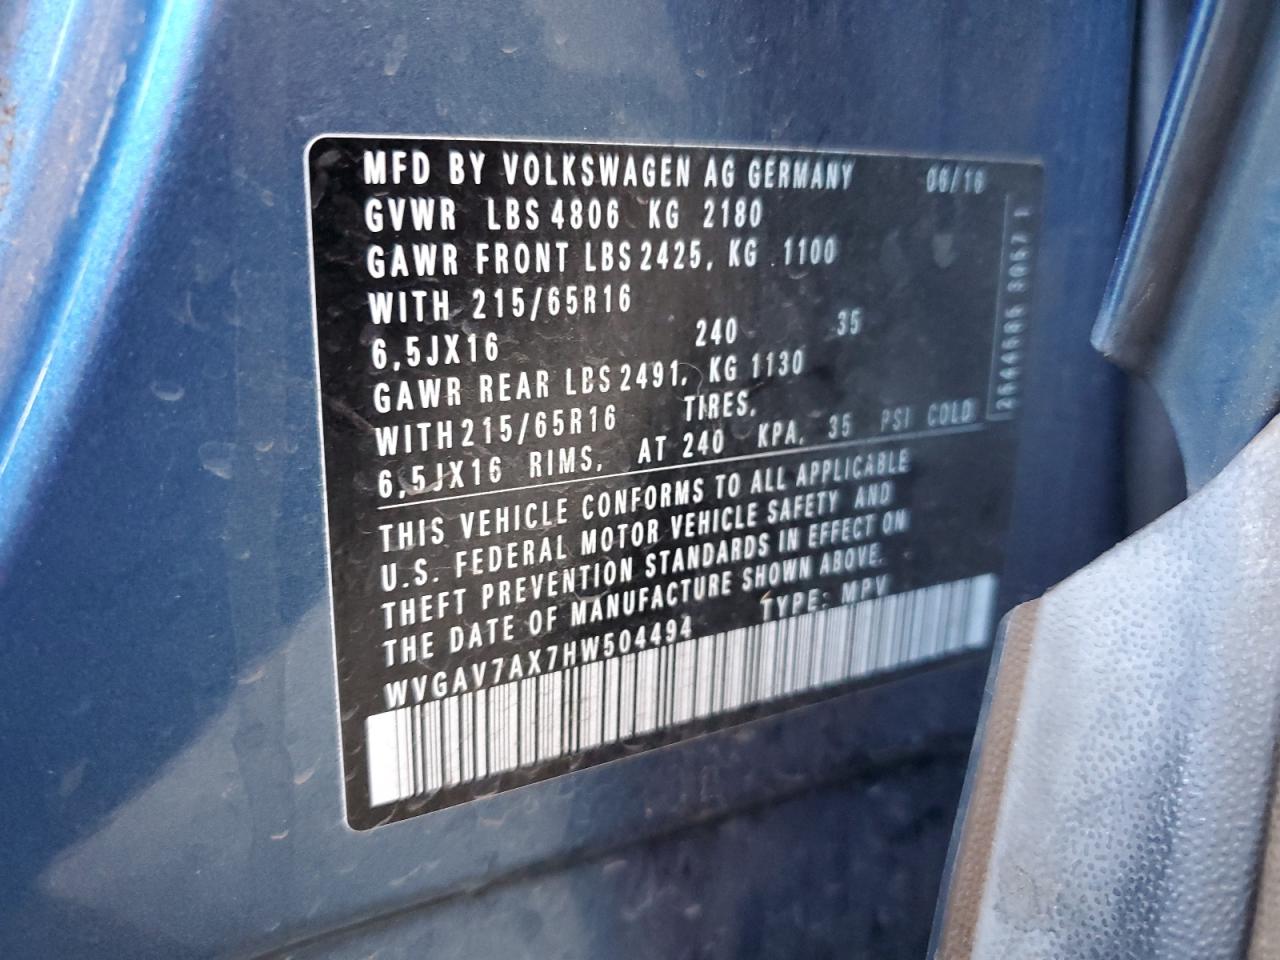 MFD BY VOLKSWAGEN AG GERMANY 06/16
GVWR LBS 4806 KG 2180
GAWR FRONT LBS 2425, KG 1100
WITH 215/65R16
6,5JX16 240 35
GAWR REAR LBS 2491, KG 1130
WITH 215/65R16 TIRES,
6,5JX16 RIMS, AT 240 KPA, 35 PSI COLD
THIS VEHICLE CONFORMS TO ALL APPLICABLE
U.S. FEDERAL MOTOR VEHICLE SAFETY AND
THEFT PREVENTION STANDARDS IN EFFECT ON
THE DATE OF MANUFACTURE SHOWN ABOVE.
WVGAV7AX7HW504494 TYPE: MPV